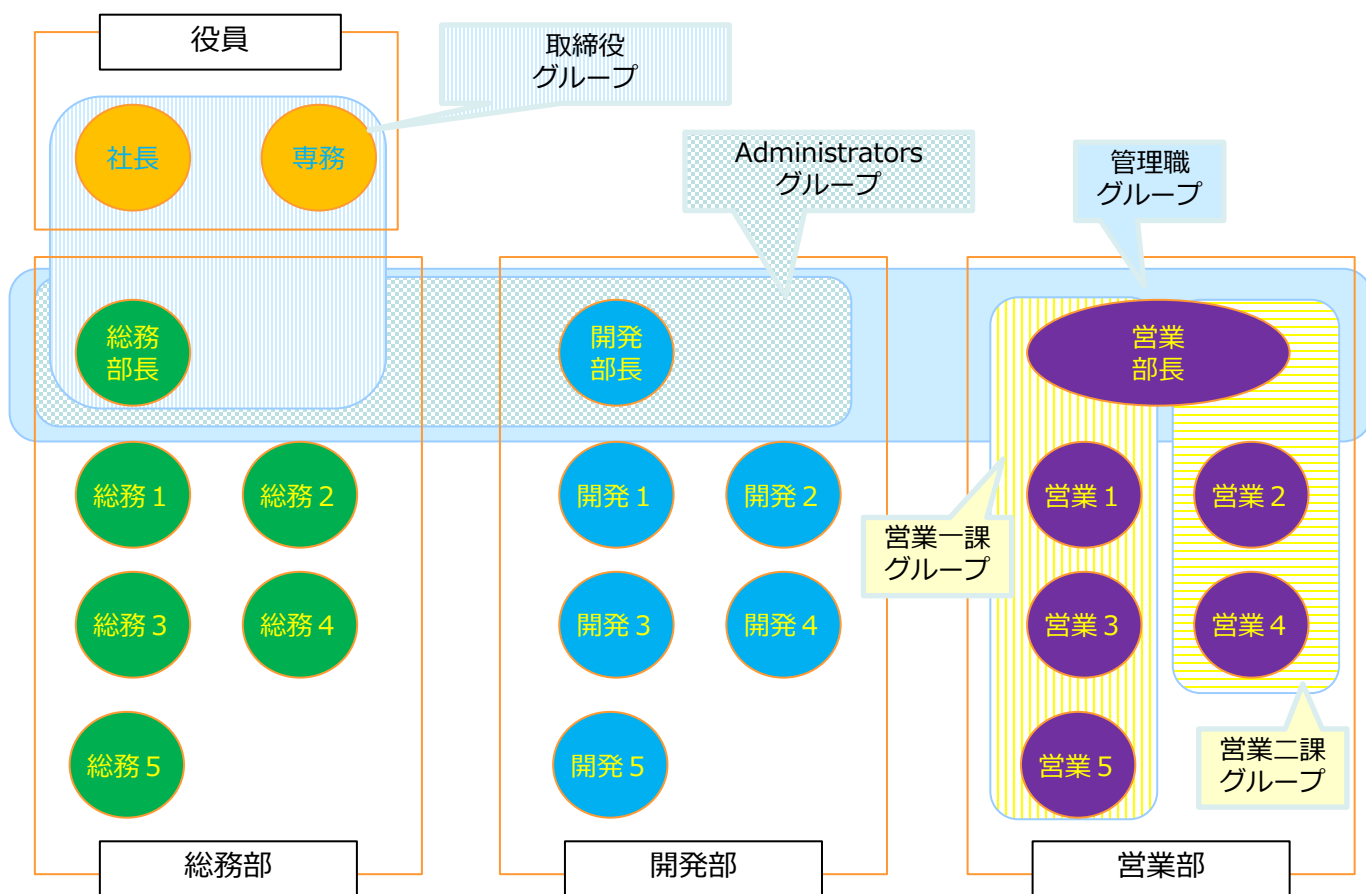 役員
取締役
グループ
社長
専務
Administrators
グループ
管理職
グループ
総務
部長
開発
部長
営業
部長
総務1
総務2
開発1
開発2
営業1
営業2
営業一課
グループ
総務3
総務4
開発3
開発4
営業3
営業4
総務5
開発5
営業5
営業二課
グループ
総務部
開発部
営業部